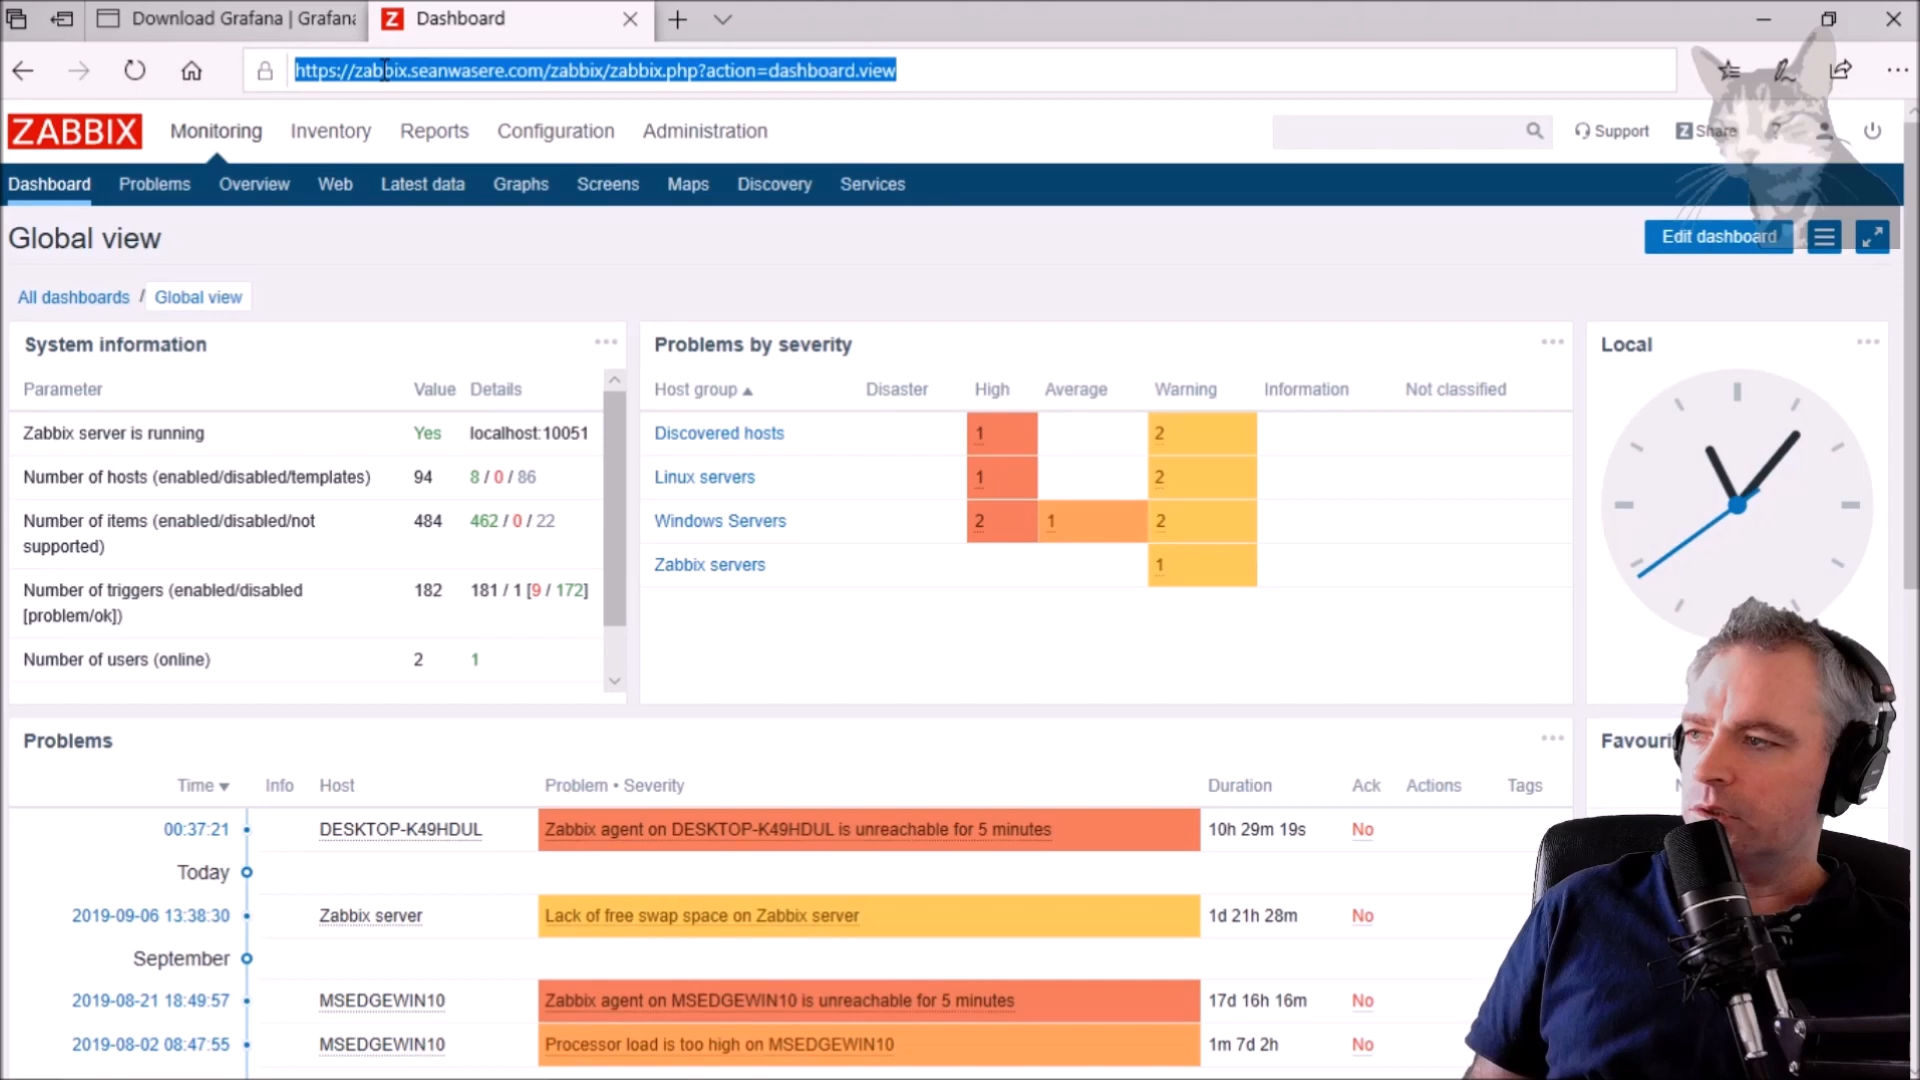 Download Grafana | Grafana
Z Dashboard
https://zabbix.seanwasere.com/zabbix/zabbix.php?action=dashboard.view
ZABBIX Monitoring Inventory Reports Configuration Administration
Support Z Share ?
Dashboard Problems Overview Web Latest data Graphs Screens Maps Discovery Services
Global view
Edit dashboard
All dashboards / Global view
System information
Parameter Value Details
Zabbix server is running Yes localhost:10051
Number of hosts (enabled/disabled/templates) 94 8 / 0 / 86
Number of items (enabled/disabled/not
supported) 484 462 / 0 / 22
Number of triggers (enabled/disabled
[problem/ok]) 182 181 / 1 [9 / 172]
Number of users (online) 2 1
Problems by severity
Host group Disaster High Average Warning Information Not classified
Discovered hosts 1 2
Linux servers 1 2
Windows Servers 2 1 2
Zabbix servers 1
Local
Problems
Time Info Host Problem • Severity Duration Ack Actions Tags
00:37:21 DESKTOP-K49HDUL Zabbix agent on DESKTOP-K49HDUL is unreachable for 5 minutes 10h 29m 19s No
Today
2019-09-06 13:38:30 Zabbix server Lack of free swap space on Zabbix server 1d 21h 28m No
September
2019-08-21 18:49:57 MSEDGEWIN10 Zabbix agent on MSEDGEWIN10 is unreachable for 5 minutes 17d 16h 16m No
2019-08-02 08:47:55 MSEDGEWIN10 Processor load is too high on MSEDGEWIN10 1m 7d 2h No